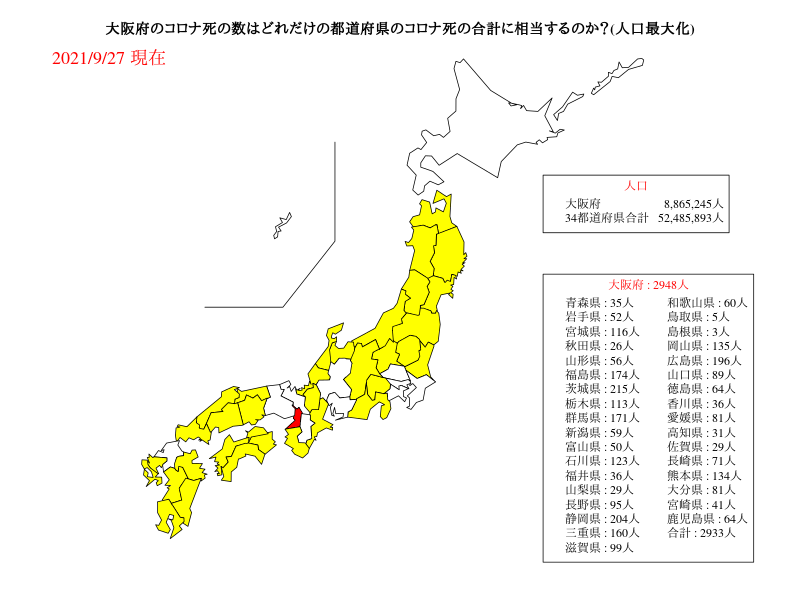 大阪府のコロナ死の数はどれだけの都道府県のコロナ死の合計に相当するのか?(人口最大化)
2021/9/27 現在
人口
大阪府 8,865,245人
34都道府県合計 52,485,893人
大阪府 : 2948人
青森県 : 35人
岩手県 : 52人
宮城県 : 116人
秋田県 : 26人
山形県 : 56人
福島県 : 174人
茨城県 : 215人
栃木県 : 113人
群馬県 : 171人
新潟県 : 59人
富山県 : 50人
石川県 : 123人
福井県 : 36人
山梨県 : 29人
長野県 : 95人
静岡県 : 204人
三重県 : 160人
滋賀県 : 99人
和歌山県 : 60人
鳥取県 : 5人
島根県 : 3人
岡山県 : 135人
広島県 : 196人
山口県 : 89人
徳島県 : 64人
香川県 : 36人
愛媛県 : 81人
高知県 : 31人
佐賀県 : 29人
長崎県 : 71人
熊本県 : 134人
大分県 : 81人
宮崎県 : 41人
鹿児島県 : 64人
合計 : 2933人